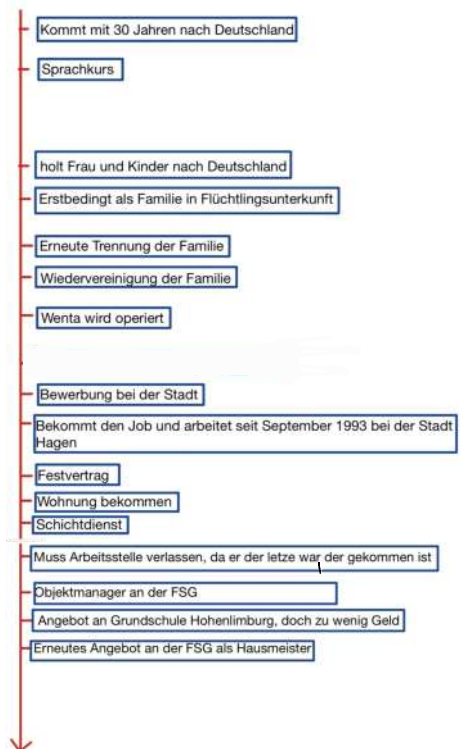 Kommt mit 30 Jahren nach Deutschland
Sprachkurs
holt Frau und Kinder nach Deutschland
Erstbedingt als Familie in Flüchtlingsunterkunft
Erneute Trennung der Familie
Wiedervereinigung der Familie
Wenta wird operiert
Bewerbung bei der Stadt
Bekommt den Job und arbeitet seit September 1993 bei der Stadt
Hagen
Festvertrag
Wohnung bekommen
Schichtdienst
Muss Arbeitsstelle verlassen, da er der letze war der gekommen ist
Objektmanager an der FSG
Angebot an Grundschule Hohenlimburg, doch zu wenig Geld
Erneutes Angebot an der FSG als Hausmeister